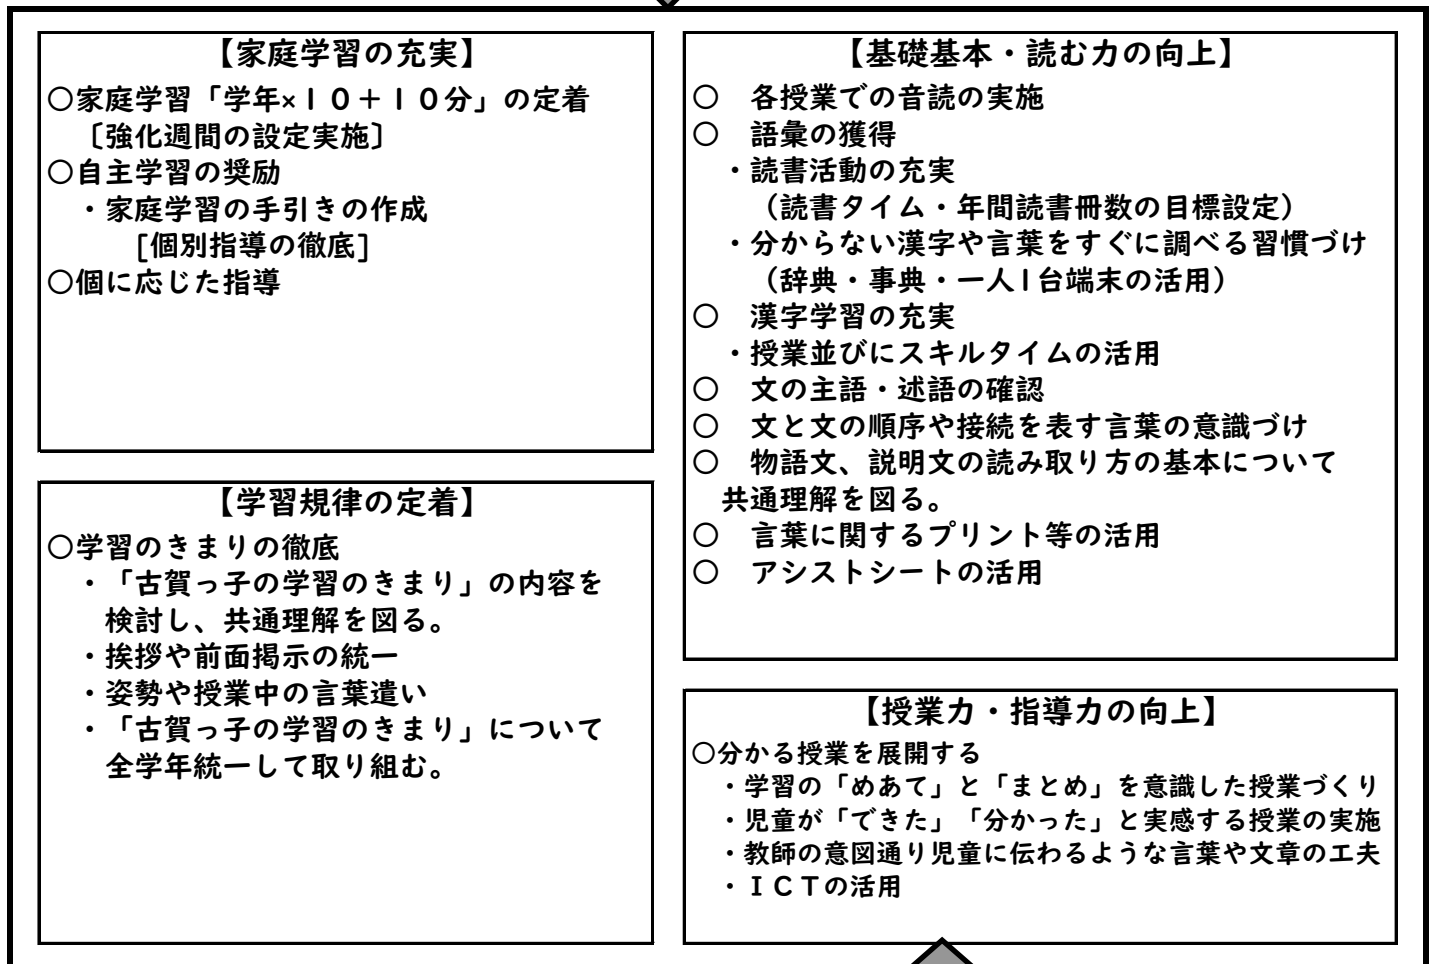 【家庭学習の充実】
○家庭学習「学年×１０＋１０分」の定着
〔強化週間の設定実施〕
○自主学習の奨励
・家庭学習の手引きの作成
[個別指導の徹底]
○個に応じた指導
【学習規律の定着】
○学習のきまりの徹底
・「古賀っ子の学習のきまり」の内容を
検討し、共通理解を図る。
・挨拶や前面掲示の統一
・姿勢や授業中の言葉遣い
・「古賀っ子の学習のきまり」について
全学年統一して取り組む。
【基礎基本・読む力の向上】
○　各授業での音読の実施
○　語彙の獲得
・読書活動の充実
（読書タイム・年間読書冊数の目標設定）
・分からない漢字や言葉をすぐに調べる習慣づけ
（辞典・事典・一人1台端末の活用）
○　漢字学習の充実
・授業並びにスキルタイムの活用
○　文の主語・述語の確認
○　文と文の順序や接続を表す言葉の意識づけ
○　物語文、説明文の読み取り方の基本について
共通理解を図る。
○　言葉に関するプリント等の活用
○　アシストシートの活用
【授業力・指導力の向上】
○分かる授業を展開する
・学習の「めあて」と「まとめ」を意識した授業づくり
・児童が「できた」「分かった」と実感する授業の実施
・教師の意図通り児童に伝わるような言葉や文章の工夫
・ＩＣＴの活用